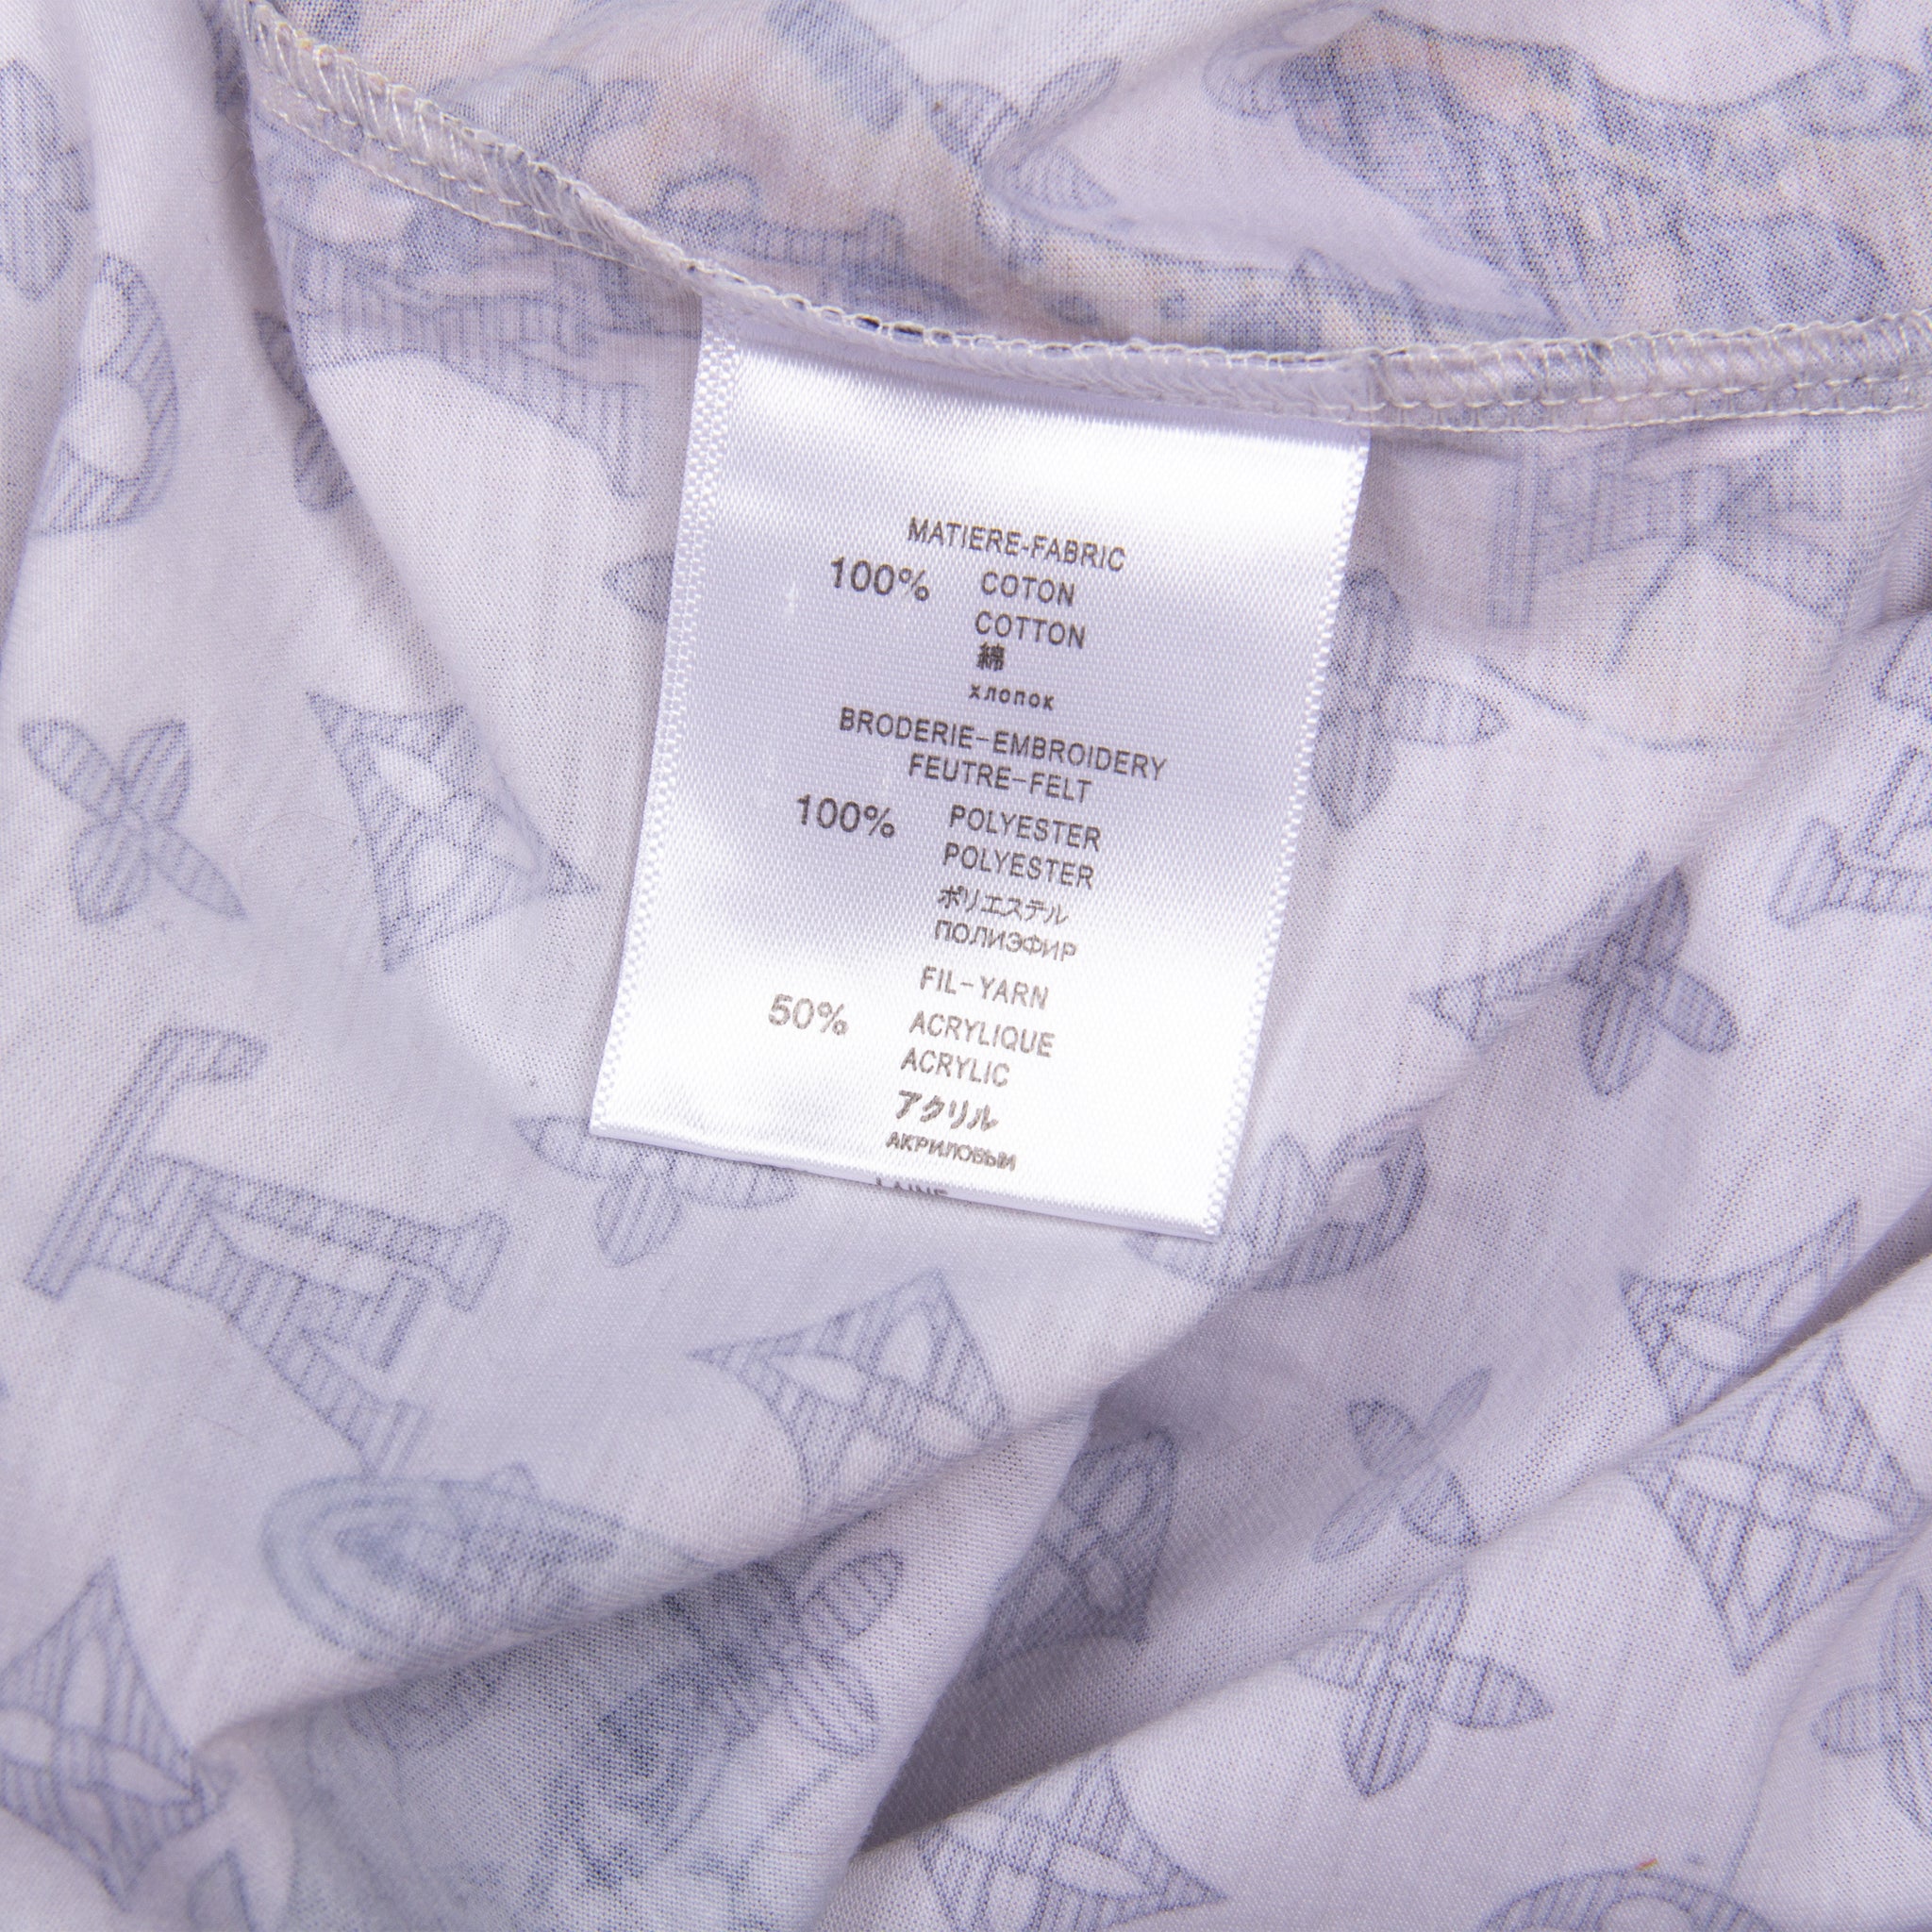 MATIERE-FABRIC
100% COTON
COTTON
綿
хлопок
BRODERIE-EMBROIDERY
FEUTRE-FELT
100% POLYESTER
POLYESTER
ポリエステル
ПОЛИЭФИР
FIL-YARN
50% ACRYLIQUE
ACRYLIC
アクリル
АКРИЛОВЫЙ
LAINE